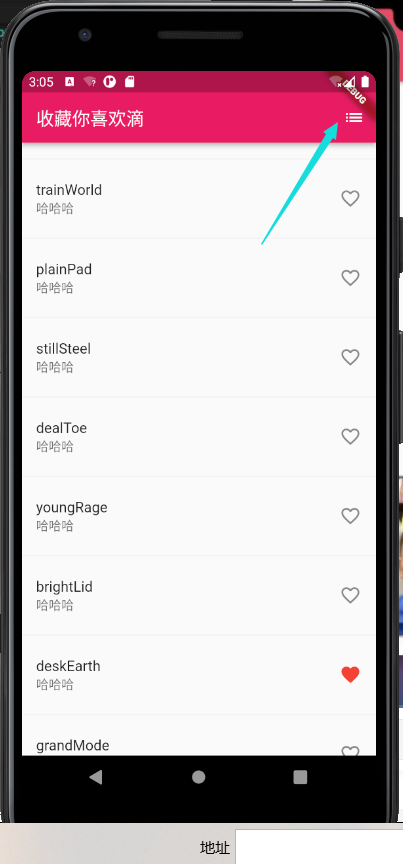 3:05
A
?
DEBUG
收藏你喜欢滴
trainWorld
哈哈哈
plainPad
哈哈哈
stillSteel
哈哈哈
dealToe
哈哈哈
youngRage
哈哈哈
brightLid
哈哈哈
deskEarth
哈哈哈
grandMode
地址